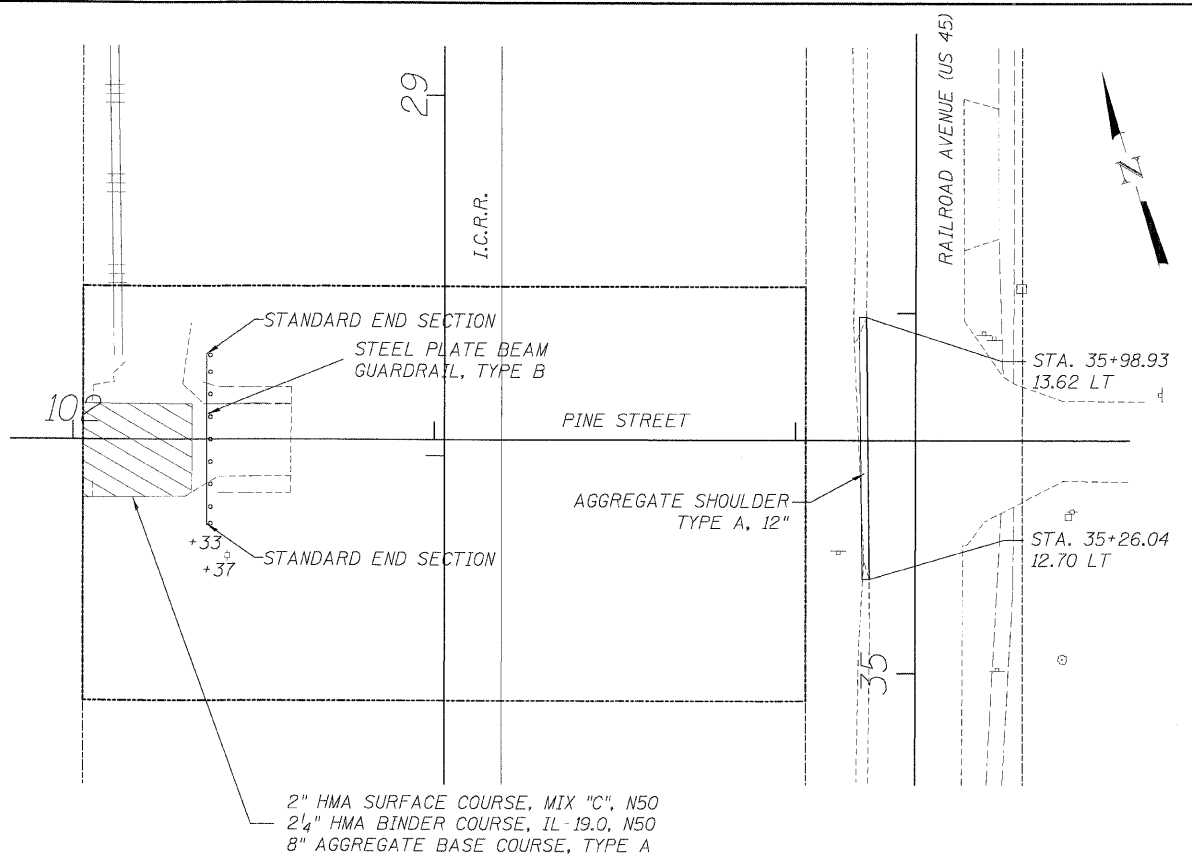 RAILROAD AVENUE (US 45)
29
I.C.R.R.
N
STANDARD END SECTION
STEEL PLATE BEAM
GUARDRAIL, TYPE B
STA. 35+98.93
13.62 LT
10
PINE STREET
AGGREGATE SHOULDER
TYPE A, 12"
+33
+37
STANDARD END SECTION
STA. 35+26.04
12.70 LT
35
2" HMA SURFACE COURSE, MIX "C", N50
2¼" HMA BINDER COURSE, IL-19.0, N50
8" AGGREGATE BASE COURSE, TYPE A